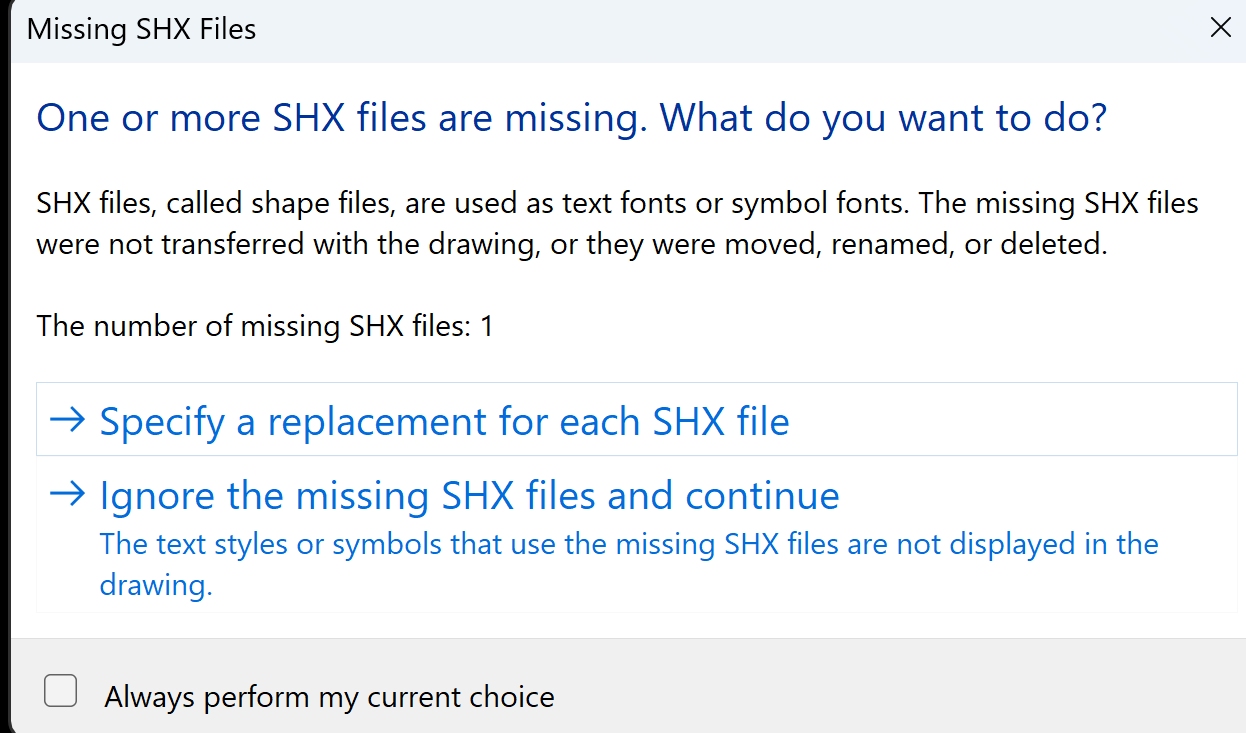 Missing SHX Files
One or more SHX files are missing. What do you want to do?
SHX files, called shape files, are used as text fonts or symbol fonts. The missing SHX files
were not transferred with the drawing, or they were moved, renamed, or deleted.
The number of missing SHX files: 1
→ Specify a replacement for each SHX file
→ Ignore the missing SHX files and continue
The text styles or symbols that use the missing SHX files are not displayed in the
drawing.
Always perform my current choice